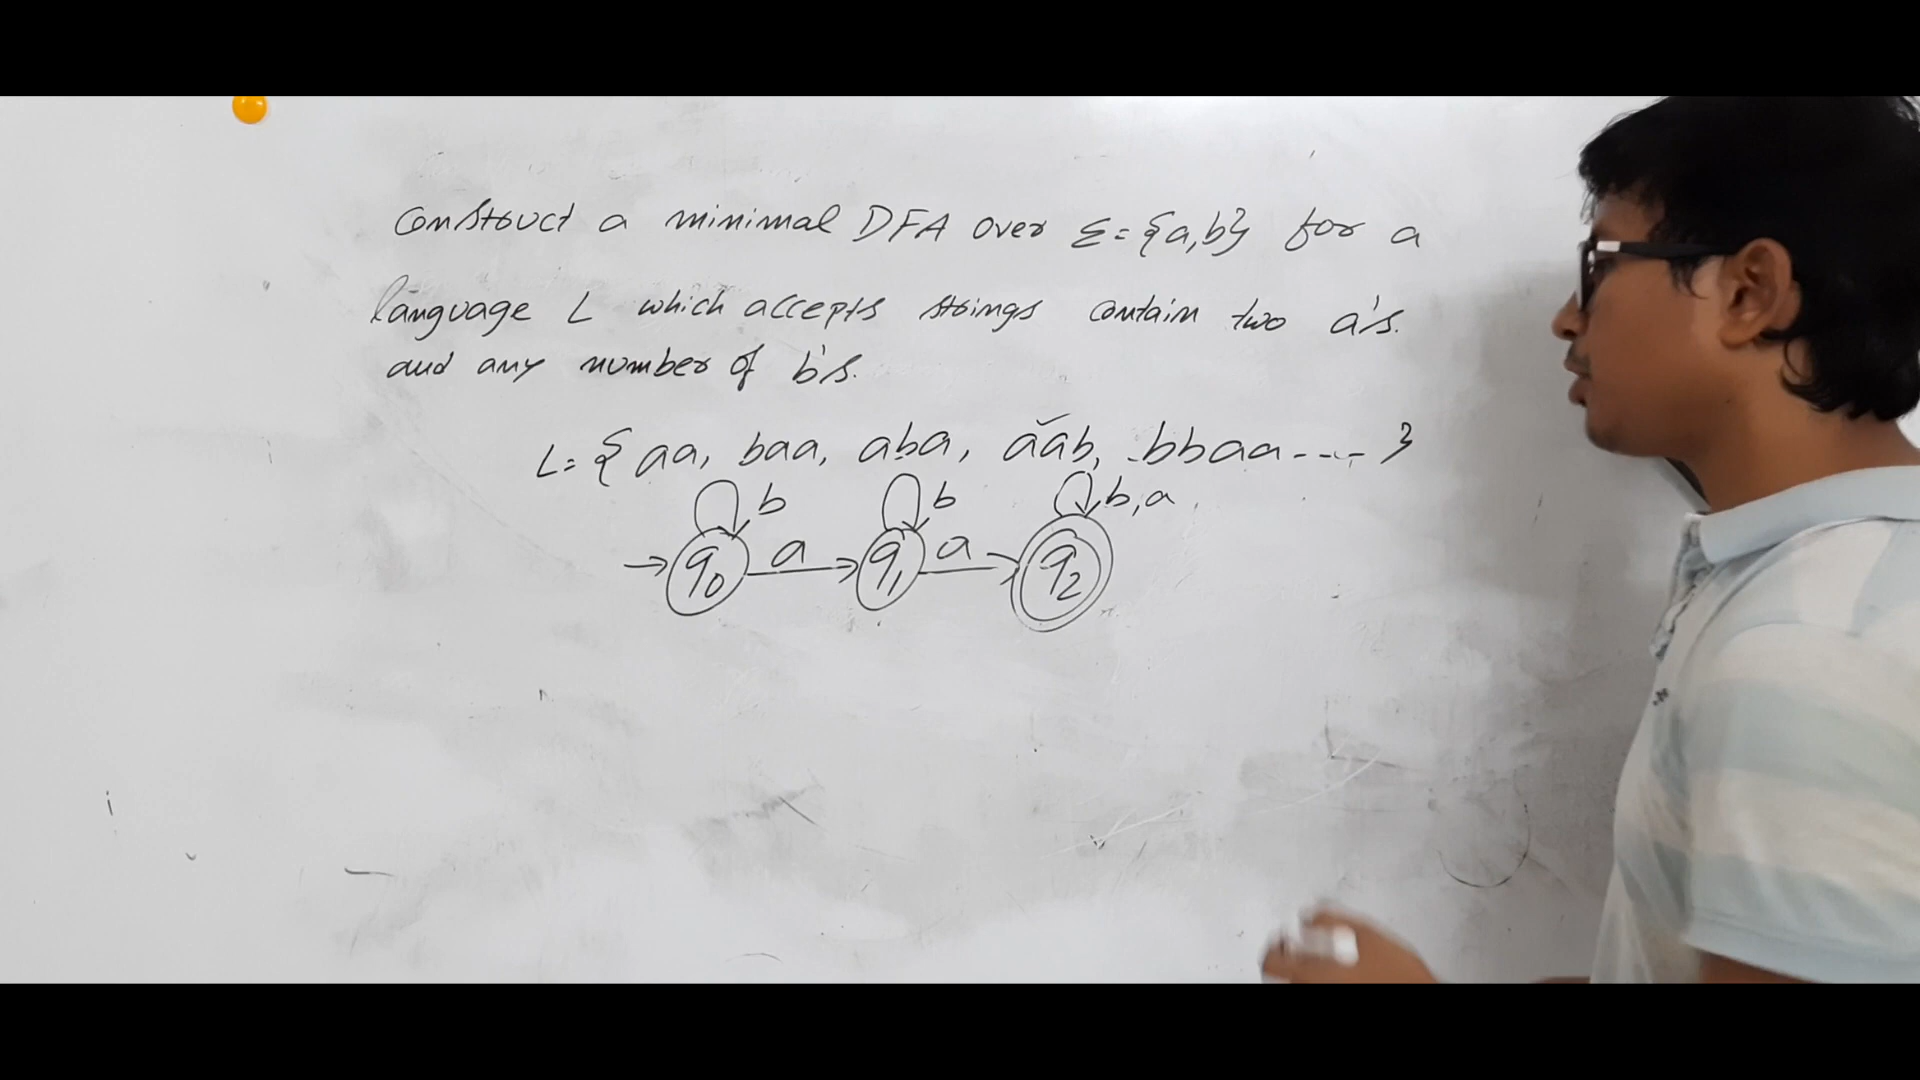 Construct a minimal DFA over Σ={a,b} for a
language L which accepts strings contain two a's.
and any number of b's.
L= { aa, baa, aba, aab, bbaa---- }
b b b,a
→ q0 a → q1 a → q2